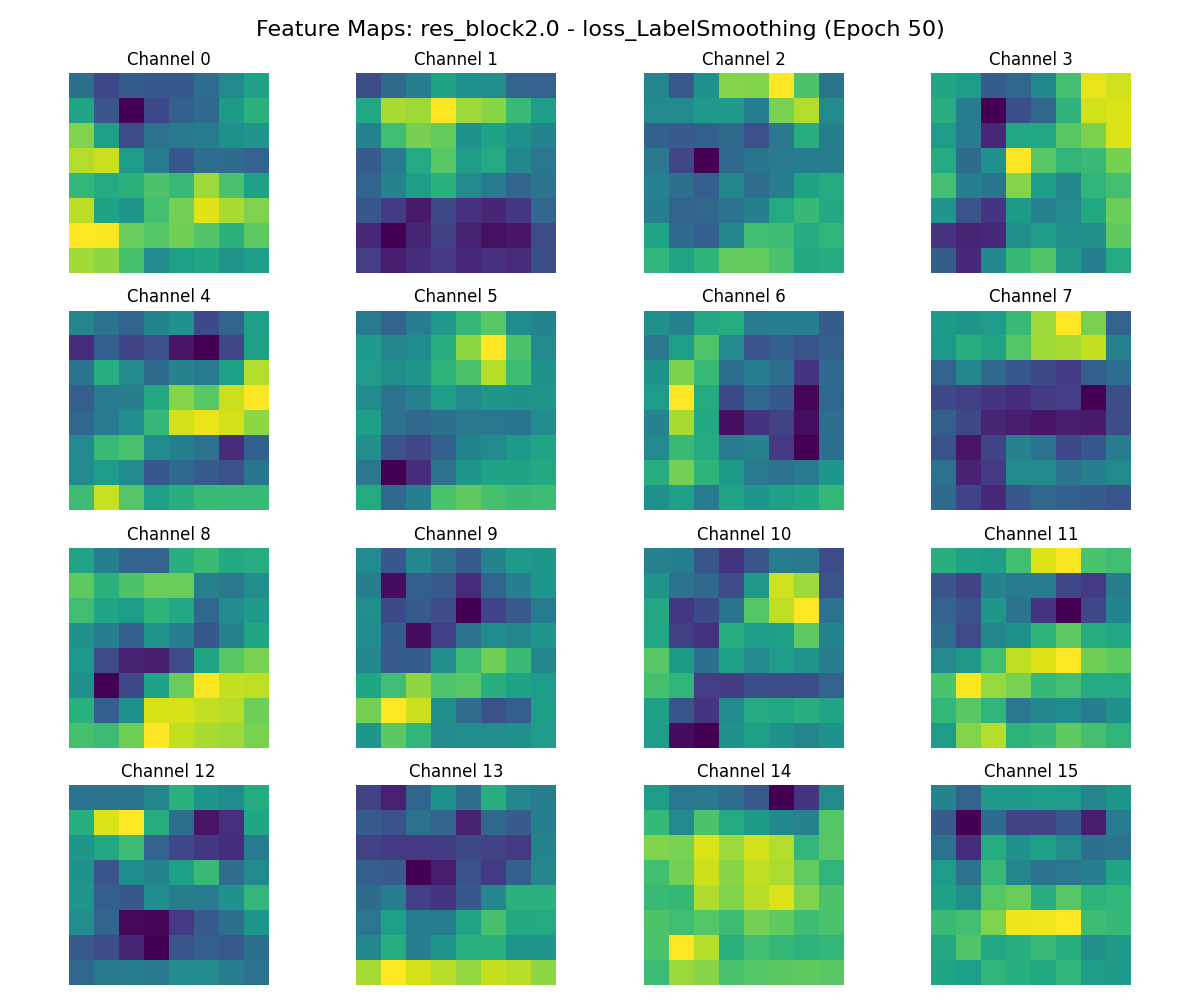 Feature Maps: res_block2.0 - loss_LabelSmoothing (Epoch 50)
Channel 0
Channel 1
Channel 2
Channel 3
Channel 4
Channel 5
Channel 6
Channel 7
Channel 8
Channel 9
Channel 10
Channel 11
Channel 12
Channel 13
Channel 14
Channel 15